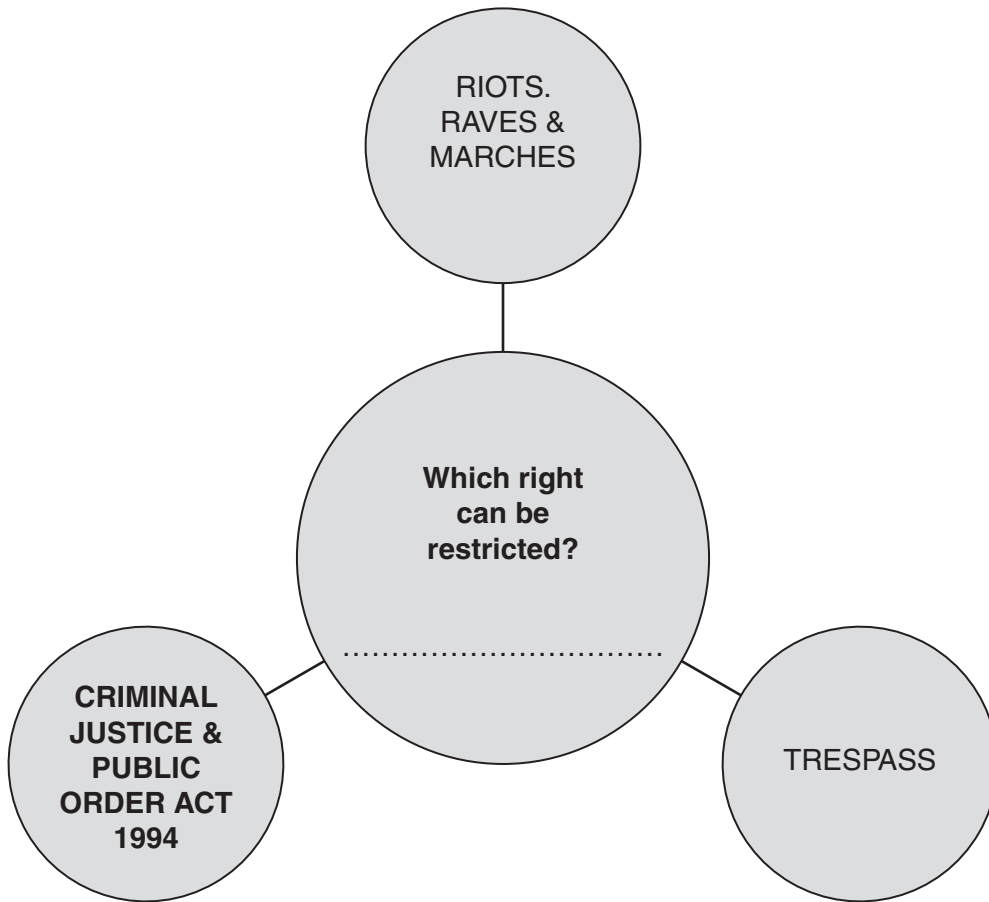 RIOTS.
RAVES &
MARCHES
Which right
can be
restricted?
.................................
CRIMINAL
JUSTICE &
PUBLIC
ORDER ACT
1994
TRESPASS